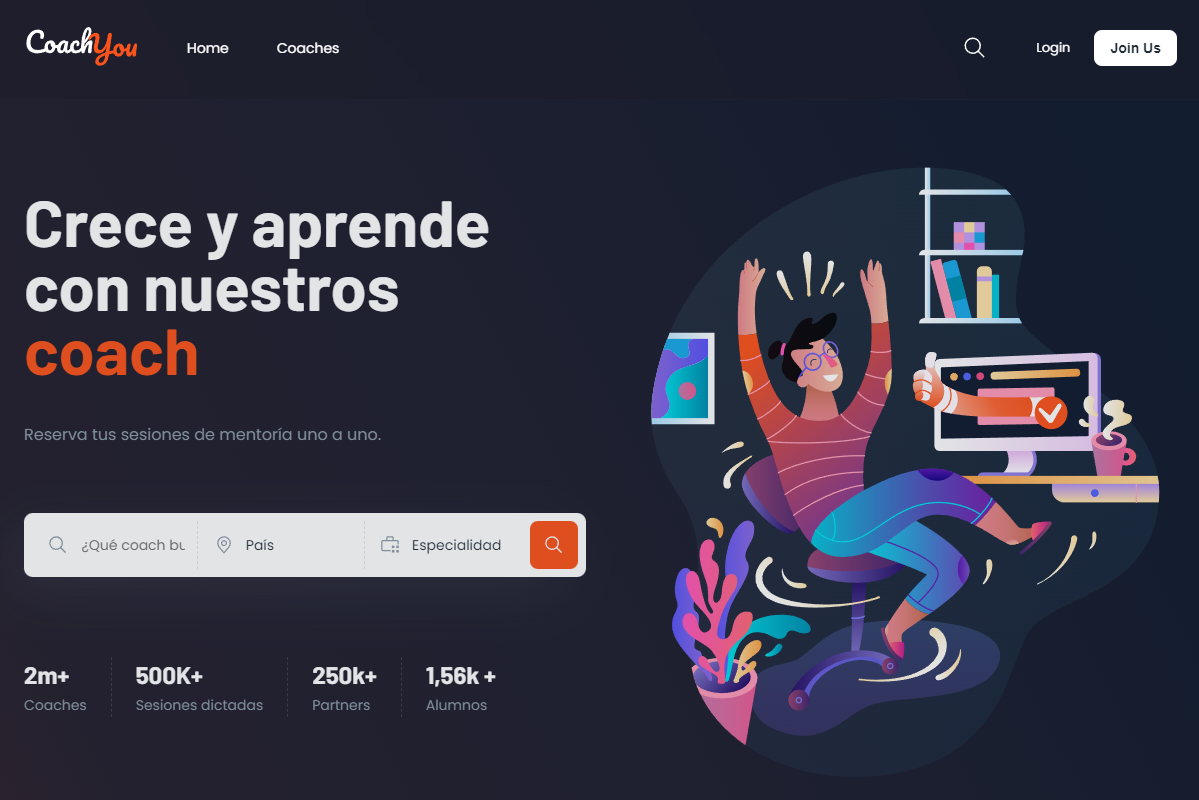 CoachYou
Home
Coaches
Login
Join Us
Crece y aprende
con nuestros
coach
Reserva tus sesiones de mentoría uno a uno.
¿Qué coach bu
País
Especialidad
2m+
500K+
250k+
1,56k +
Coaches
Sesiones dictadas
Partners
Alumnos